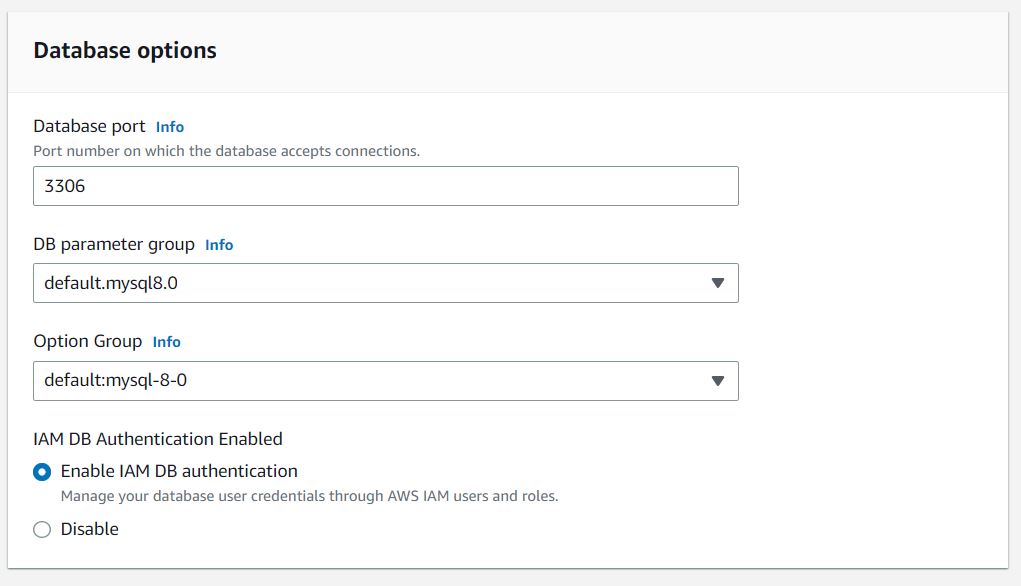 Database options
Database port Info
Port number on which the database accepts connections.
3306
DB parameter group Info
default.mysql8.0
Option Group Info
default:mysql-8-0
IAM DB Authentication Enabled
Enable IAM DB authentication
Manage your database user credentials through AWS IAM users and roles.
Disable